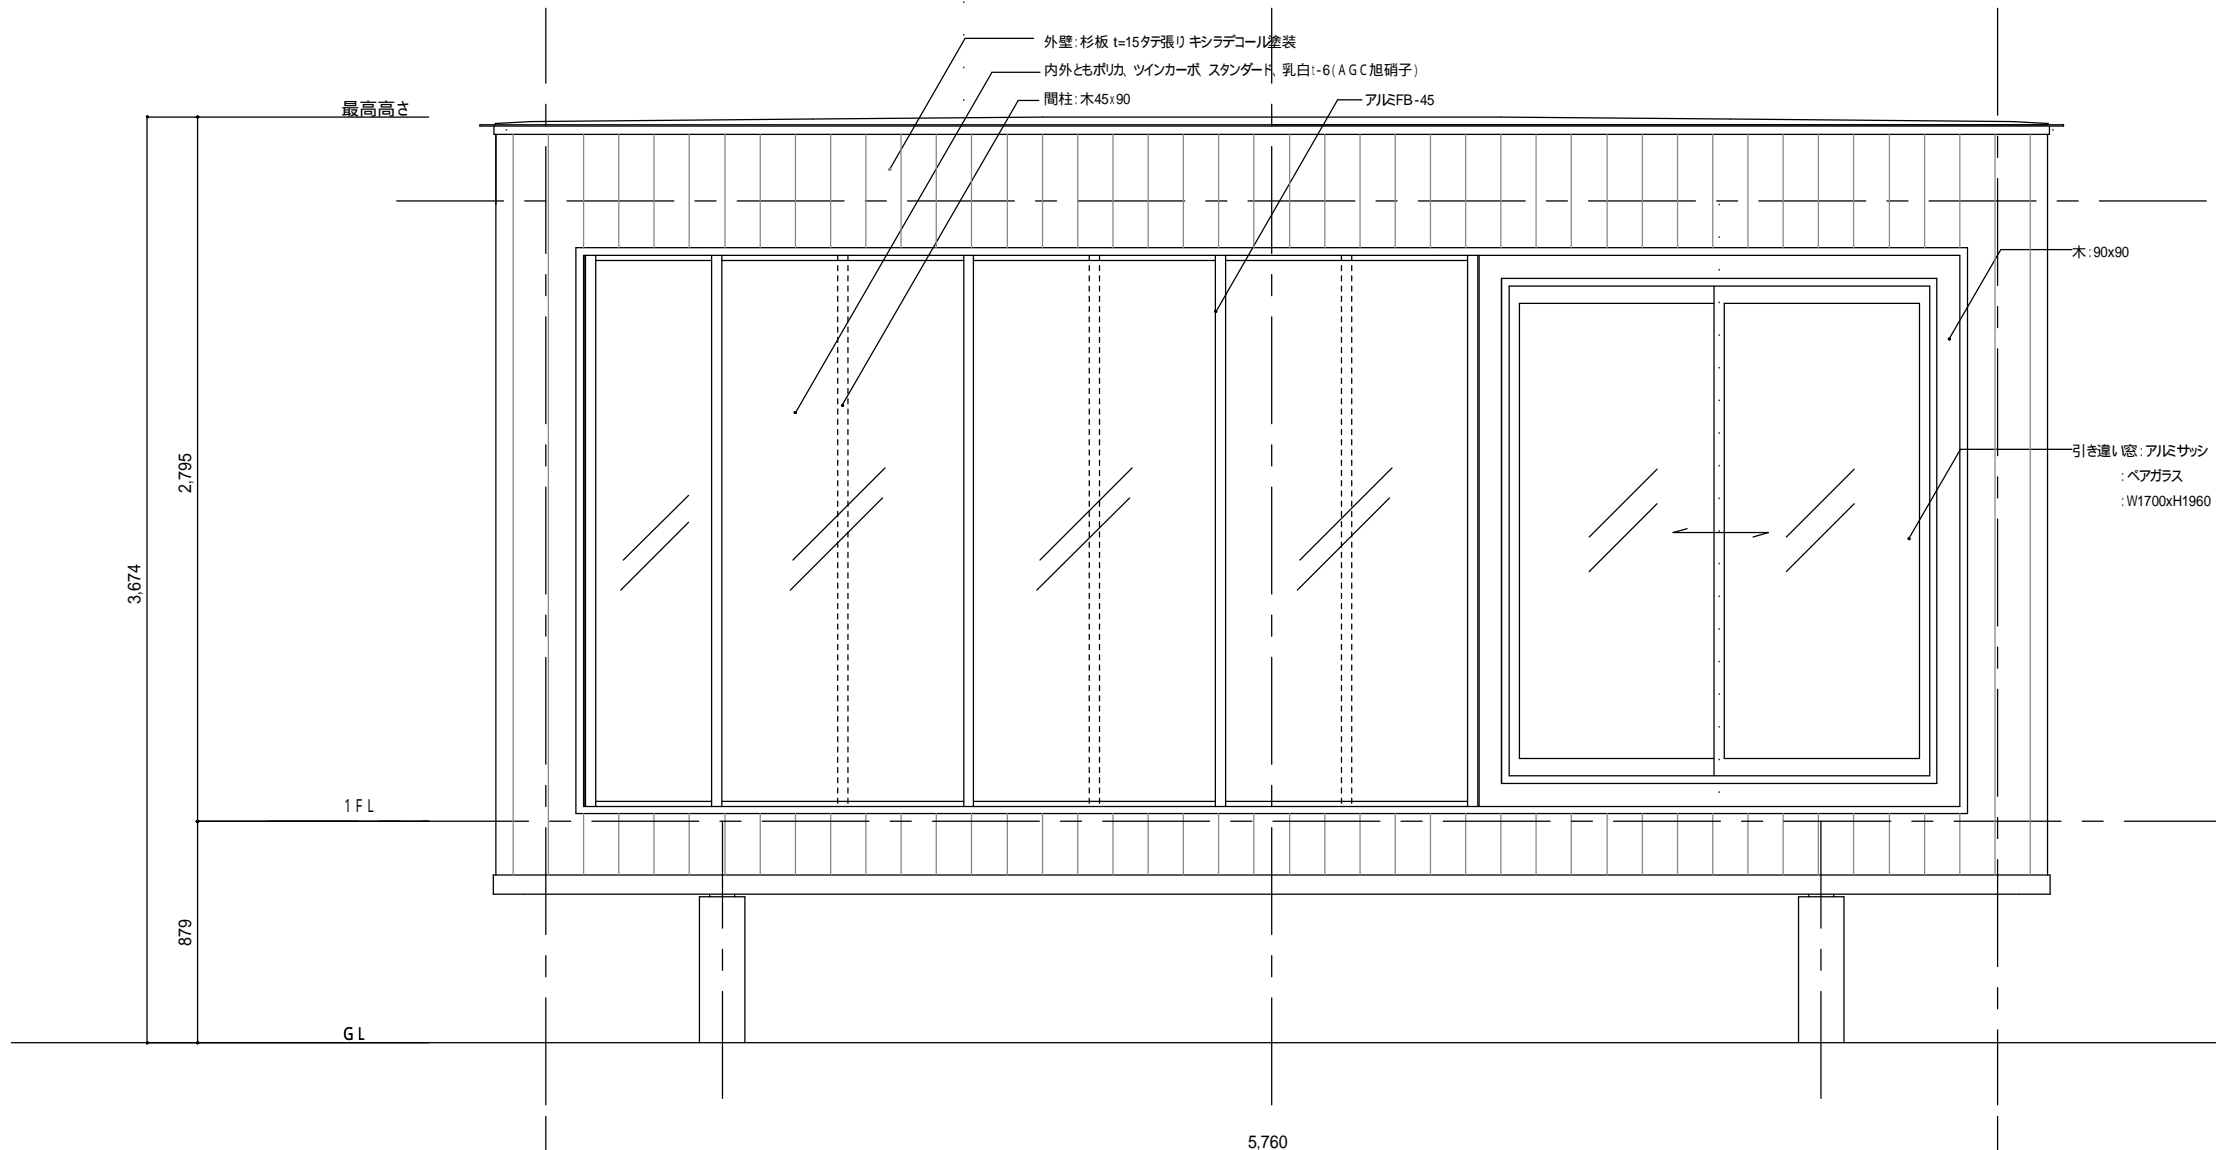 外壁:杉板 t=15タテ張り キシラデコール塗装
内外ともポリカ、ツインカーボ、スタンダード、乳白t-6(AGC旭硝子)
間柱:木45x90
アルミFB-45
最高高さ
木:90x90
引き違い窓:アルミサッシ
:ペアガラス
:W1700xH1960
2,795
3,674
1FL
879
GL
5,760